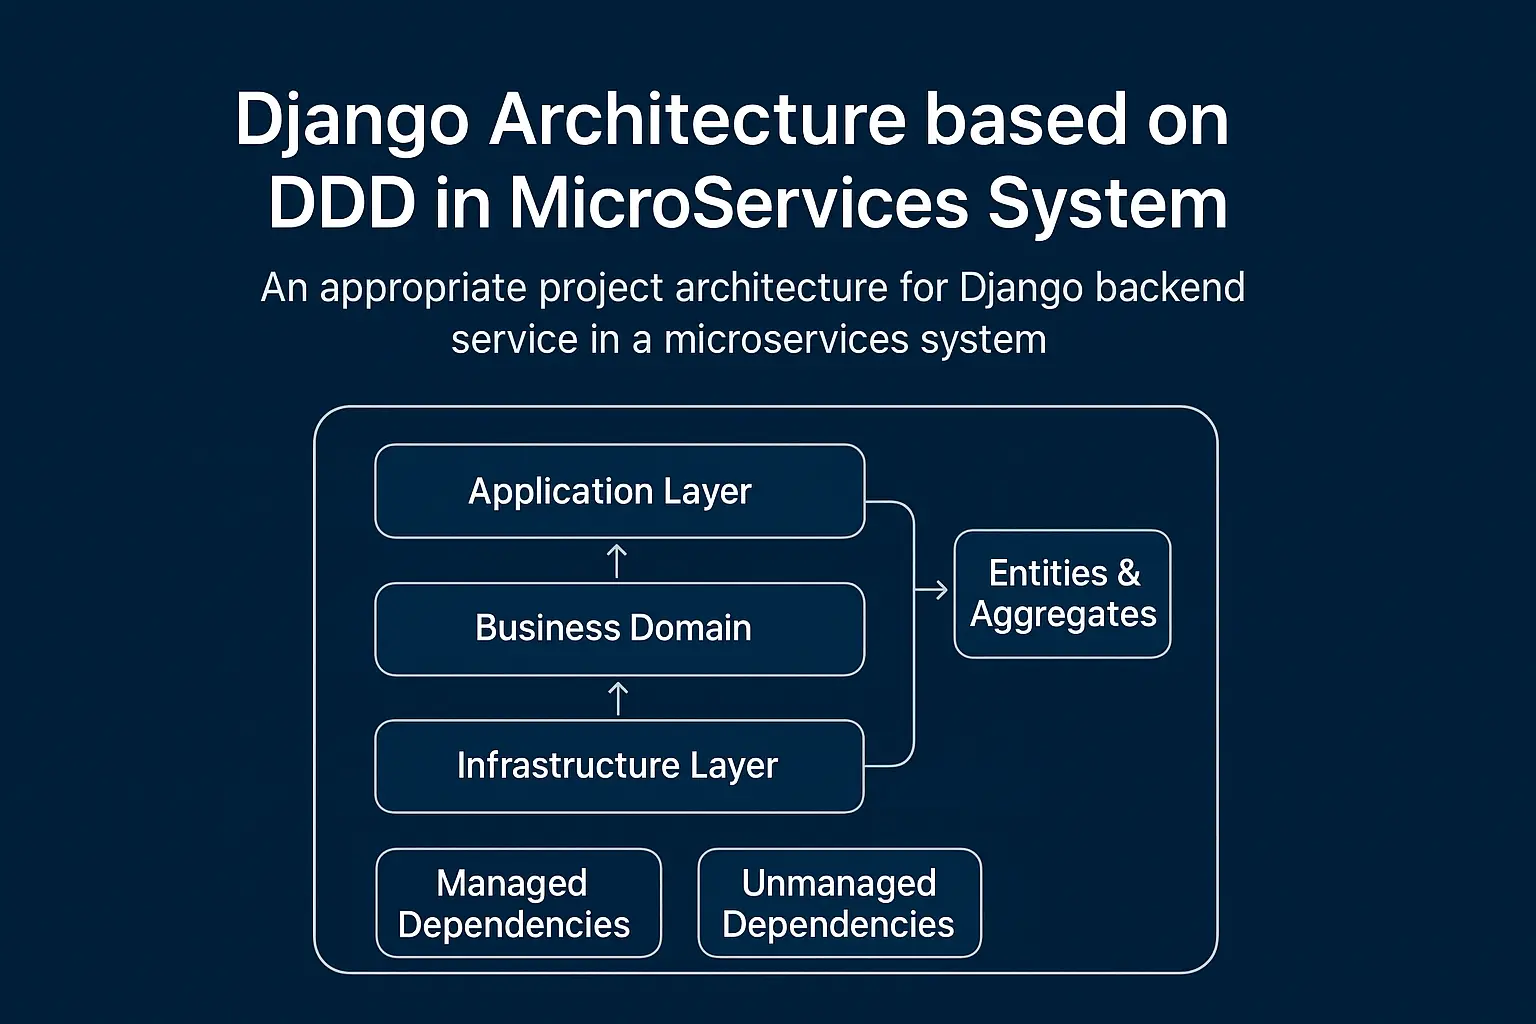 Django Architecture based on
DDD in MicroServices System
An appropriate project architecture for Django backend
service in a microservices system
Application Layer
Business Domain
Infrastructure Layer
Entities &
Aggregates
Managed
Dependencies
Unmanaged
Dependencies